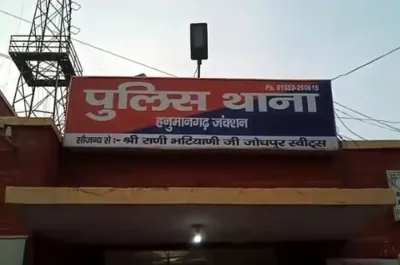 Ph. 01552-260615
पुलिस थाना
हनुमानगढ़ जंक्शन
सौजन्य से :- श्री राणी भटियाणी जी जोधपुर स्वीट्स